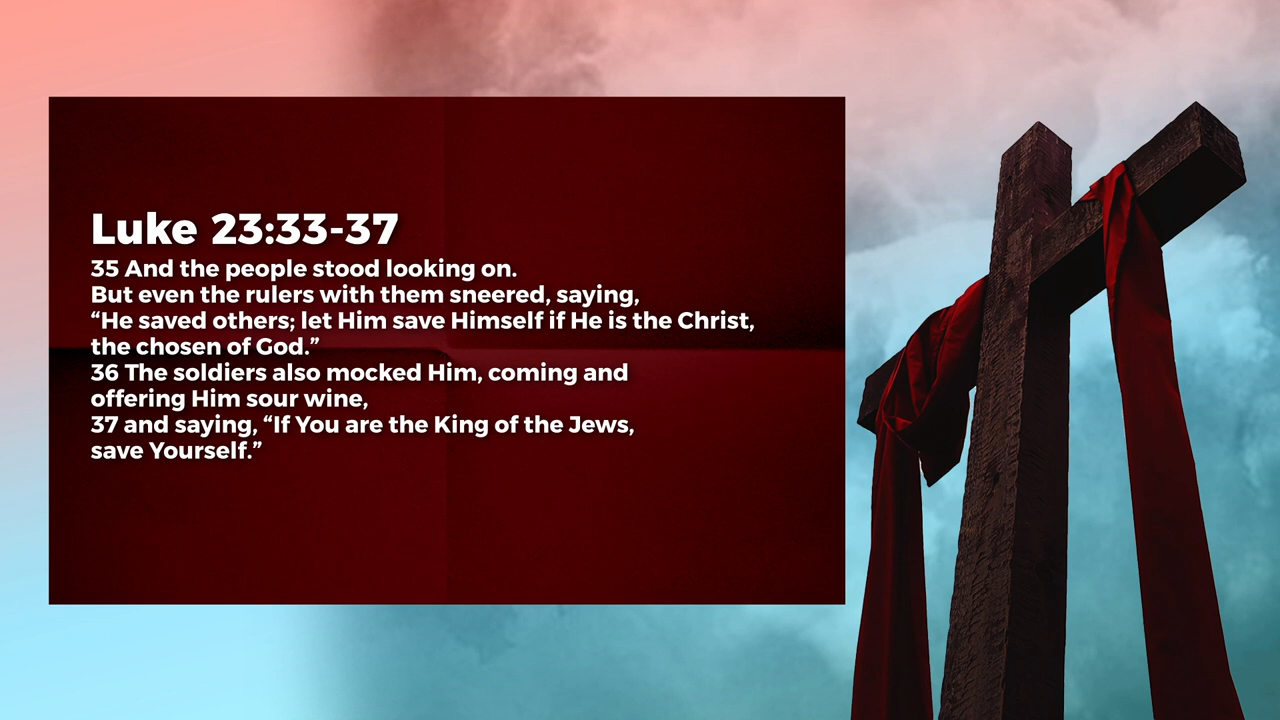 Luke 23:33-37
35 And the people stood looking on.
But even the rulers with them sneered, saying,
“He saved others; let Him save Himself if He is the Christ,
the chosen of God.”
36 The soldiers also mocked Him, coming and
offering Him sour wine,
37 and saying, “If You are the King of the Jews,
save Yourself.”